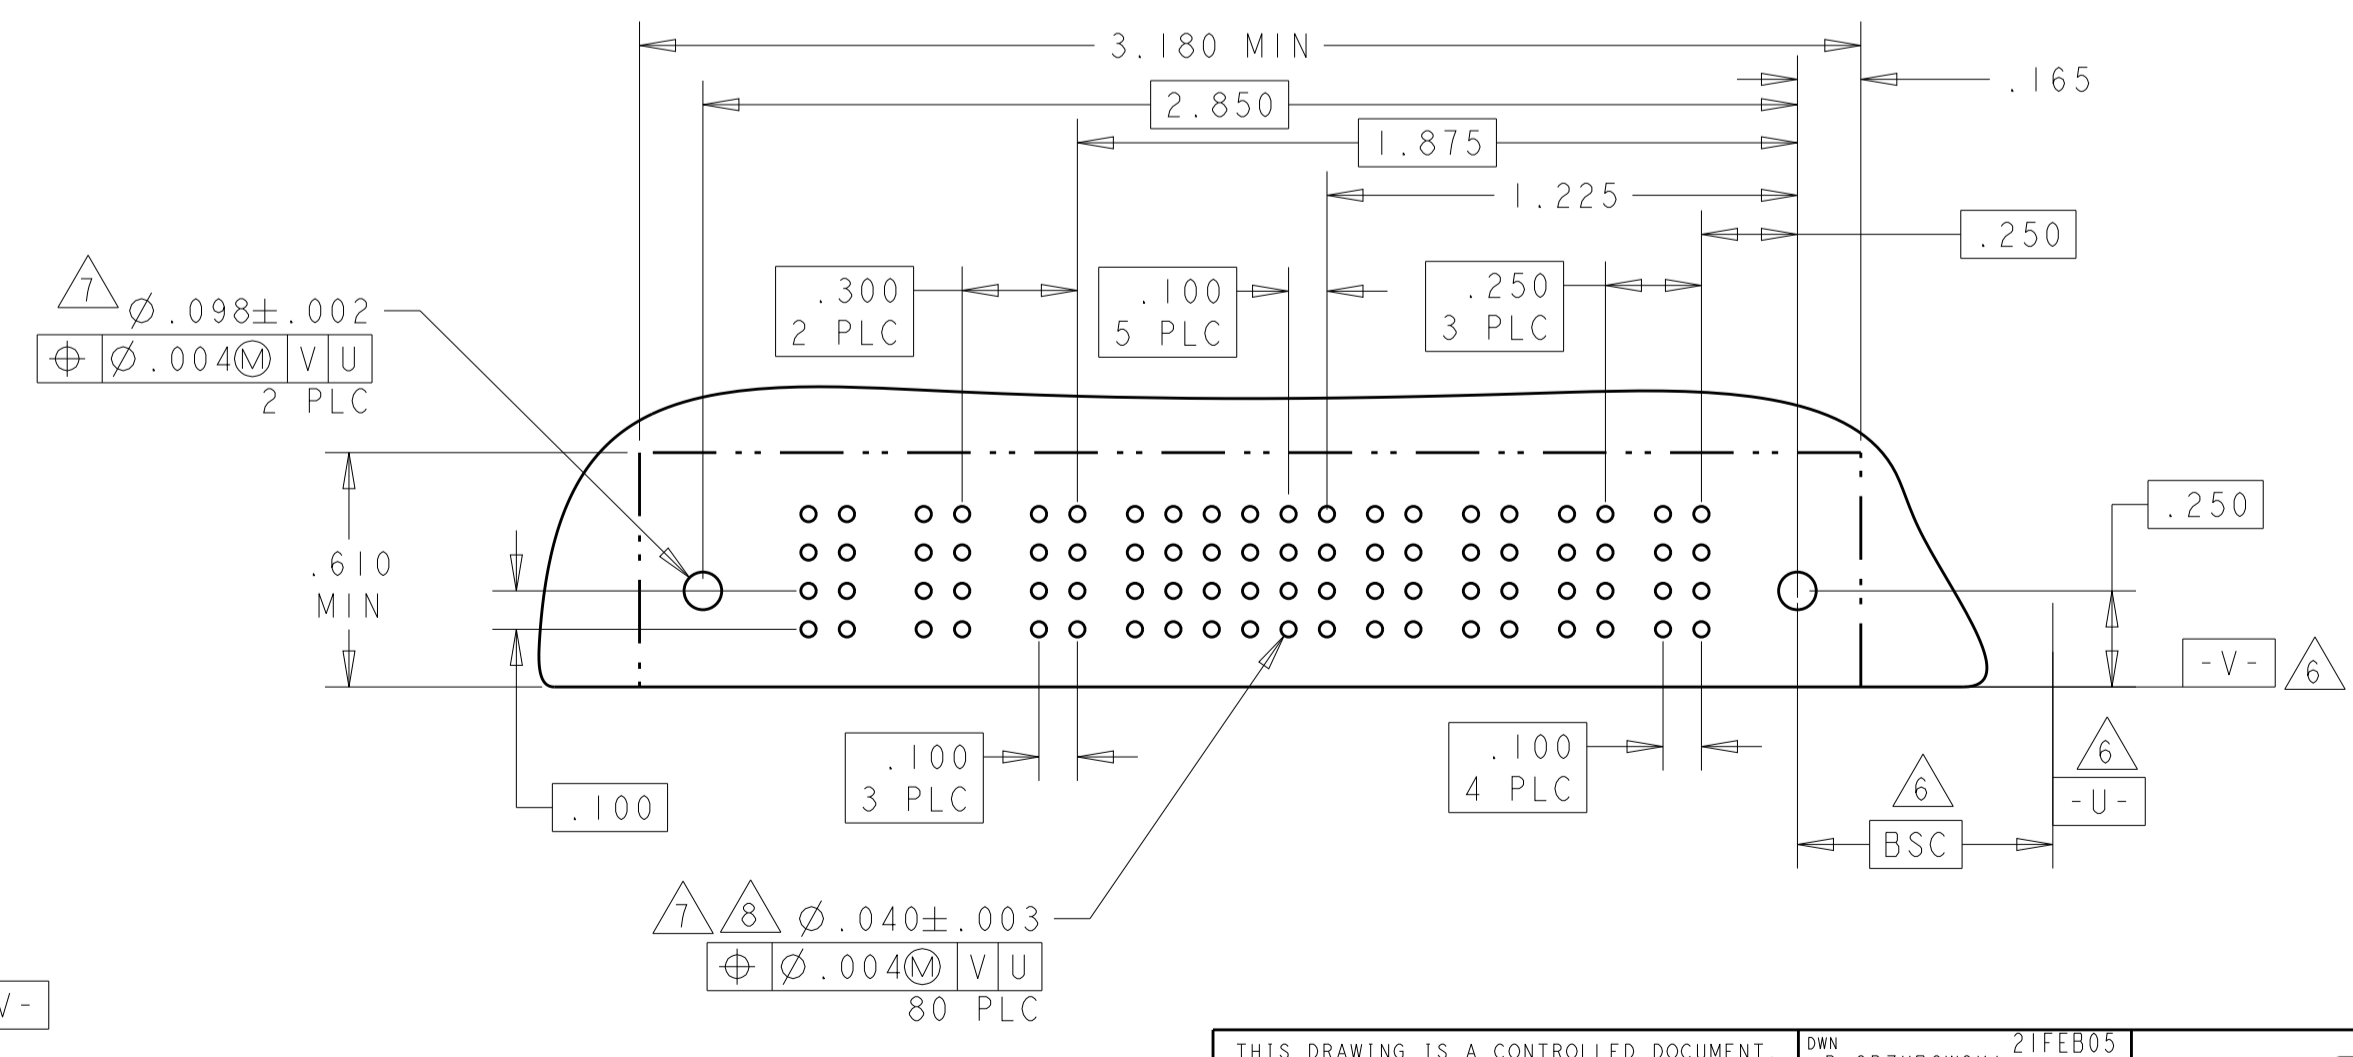 3.180 MIN
.165
2.850
1.875
1.225
.250
7
Ø.098±.002
⌖ Ø.004Ⓜ V U
2 PLC
.300
2 PLC
.100
5 PLC
.250
3 PLC
.610
MIN
.250
-V-
6
.100
.100
3 PLC
.100
4 PLC
6
-U-
6
BSC
7 8 Ø.040±.003
⌖ Ø.004Ⓜ V U
80 PLC
V-
THIS DRAWING IS A CONTROLLED DOCUMENT.
DWN
21FEB05